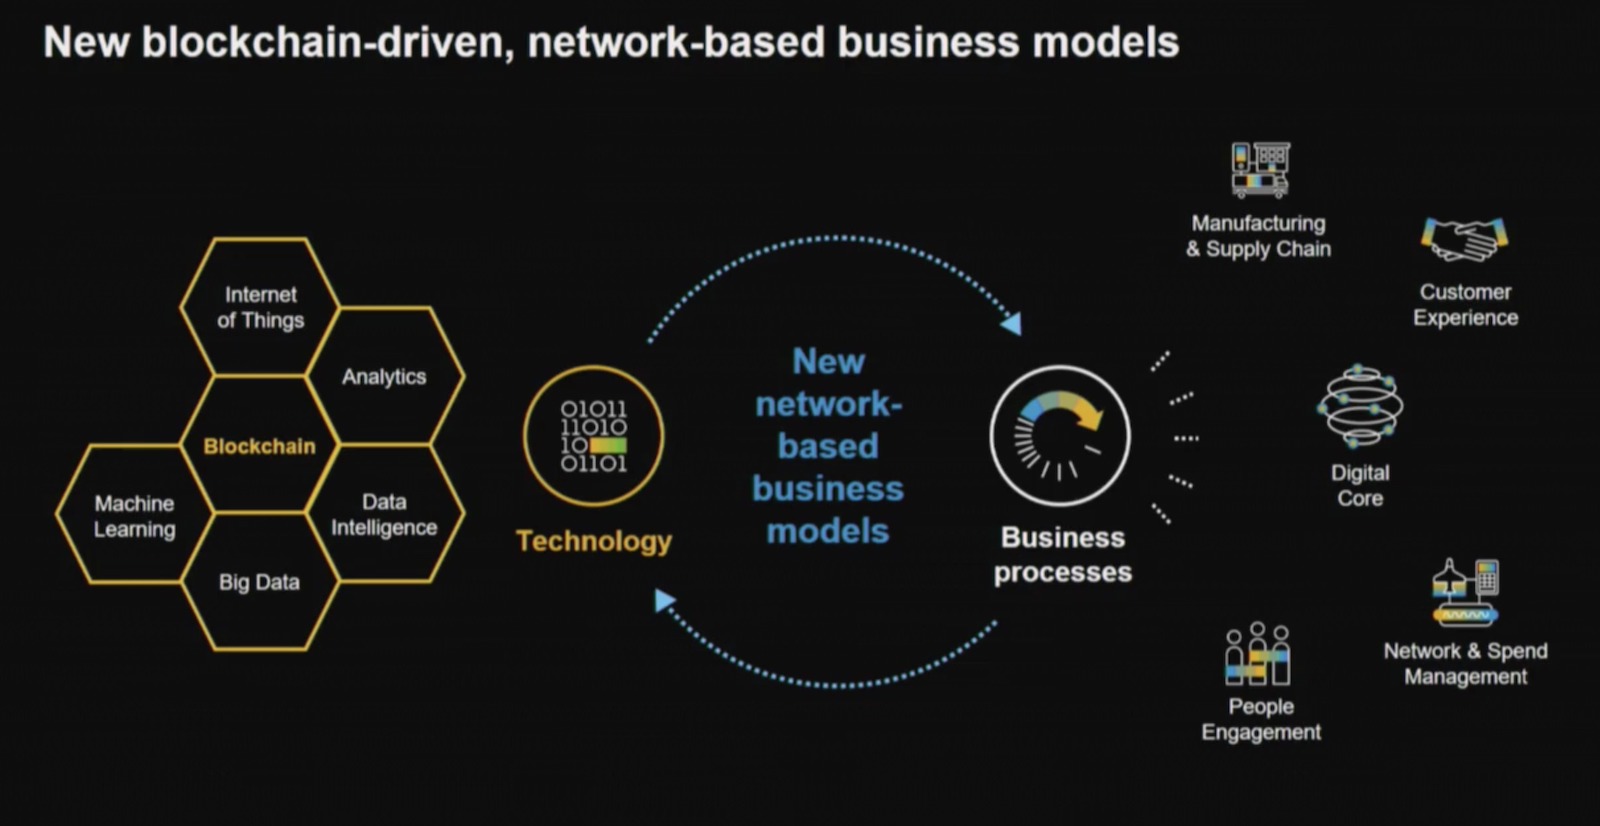 New blockchain-driven, network-based business models
Internet
of Things
Analytics
Blockchain
Machine
Learning
Data
Intelligence
Big Data
01011
11010
10
01101
Technology
New
network-
based
business
models
Business
processes
Manufacturing
& Supply Chain
Customer
Experience
Digital
Core
Network & Spend
Management
People
Engagement